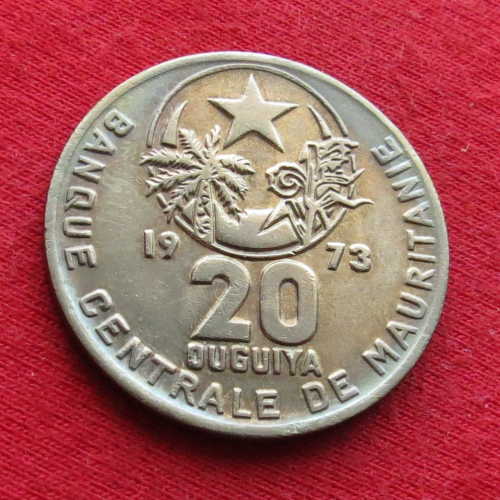 19 73
20
OUGUIYA
BANQUE CENTRALE DE MAURITANIE